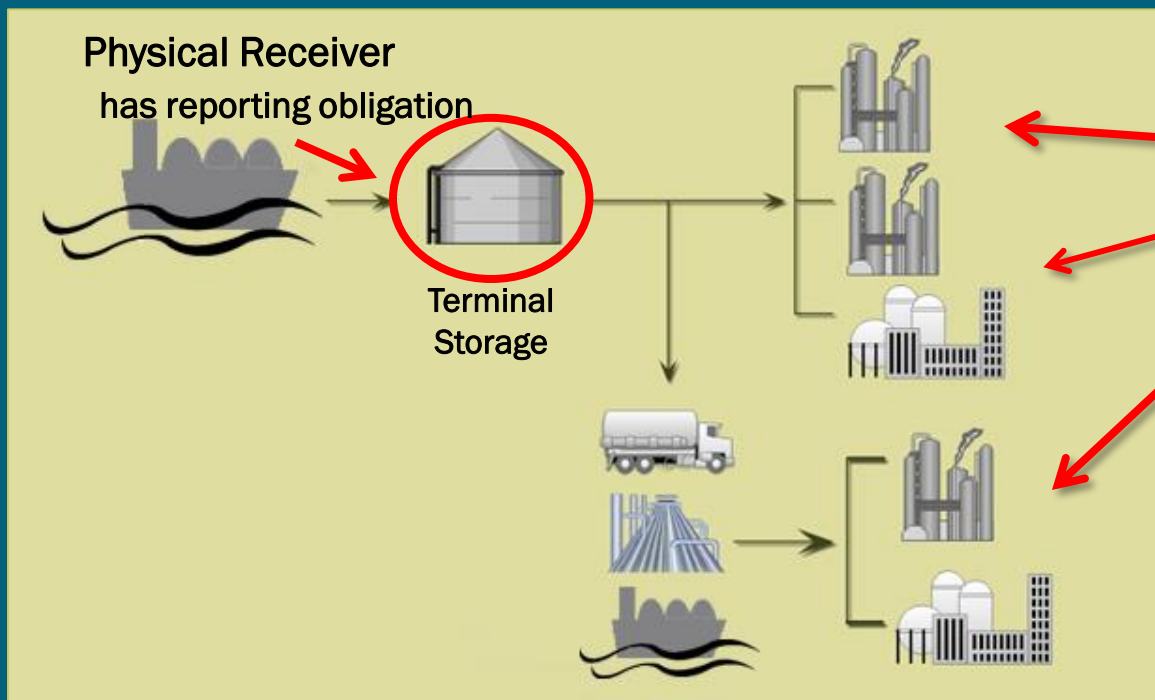 Physical Receiver
has reporting obligation
Terminal
Storage